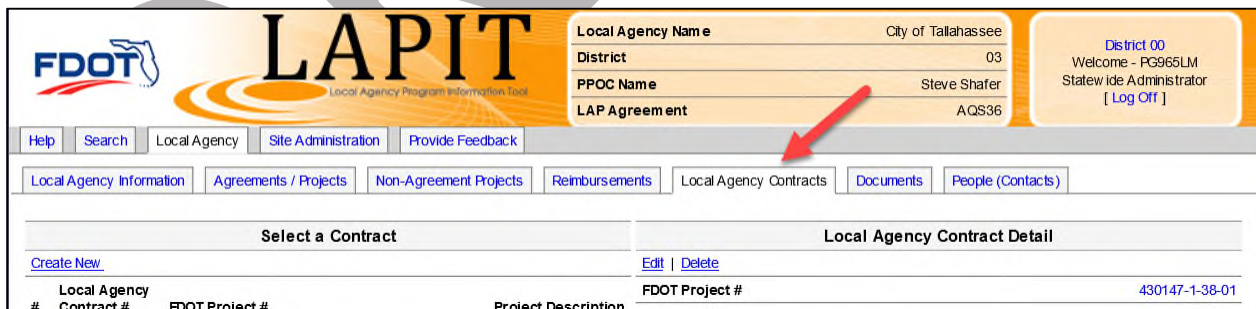 FDOT
LAPIT
Local Agency Program Information Tool
Local Agency Name City of Tallahassee
District 03
PPOC Name Steve Shafer
LAP Agreement AQS36
District 00
Welcome - PG965LM
Statewide Administrator
[ Log Off ]
Help Search Local Agency Site Administration Provide Feedback
Local Agency Information Agreements / Projects Non-Agreement Projects Reimbursements Local Agency Contracts Documents People (Contacts)
Select a Contract
Local Agency Contract Detail
Create New
Edit | Delete
Local Agency
# Contract # FDOT Project # Project Description
FDOT Project # 430147-1-38-01